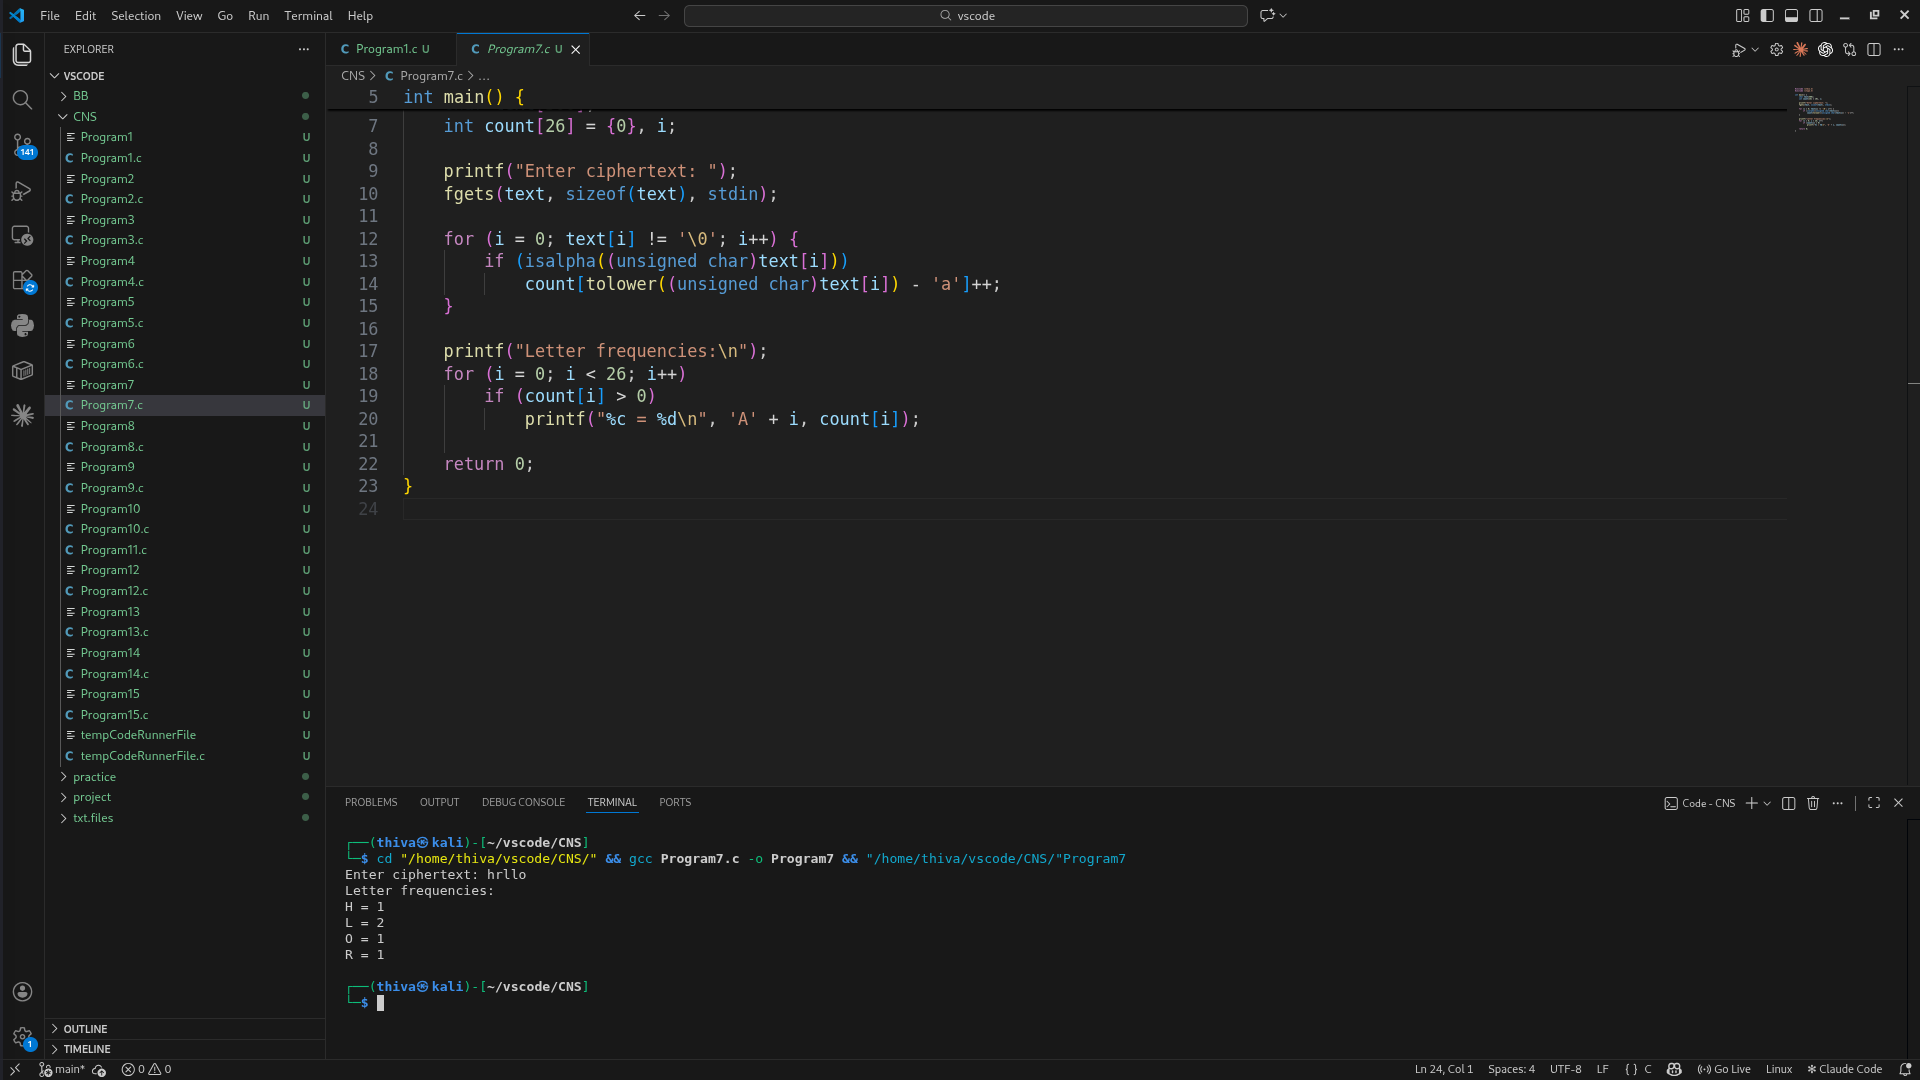 File Edit Selection View Go Run Terminal Help
vscode
EXPLORER
VSCODE
BB
CNS
Program1 U
Program1.c U
Program2 U
Program2.c U
Program3 U
Program3.c U
Program4 U
Program4.c U
Program5 U
Program5.c U
Program6 U
Program6.c U
Program7 U
Program7.c U
Program8 U
Program8.c U
Program9 U
Program9.c U
Program10 U
Program10.c U
Program11.c U
Program12 U
Program12.c U
Program13 U
Program13.c U
Program14 U
Program14.c U
Program15 U
Program15.c U
tempCodeRunnerFile U
tempCodeRunnerFile.c U
practice
project
txt.files
OUTLINE
TIMELINE
141
1
C Program1.c U
C Program7.c U
CNS > C Program7.c > ...
5 int main() {
7 int count[26] = {0}, i;
8
9 printf("Enter ciphertext: ");
10 fgets(text, sizeof(text), stdin);
11
12 for (i = 0; text[i] != '\0'; i++) {
13 if (isalpha((unsigned char)text[i]))
14 count[tolower((unsigned char)text[i]) - 'a']++;
15 }
16
17 printf("Letter frequencies:\n");
18 for (i = 0; i < 26; i++)
19 if (count[i] > 0)
20 printf("%c = %d\n", 'A' + i, count[i]);
21
22 return 0;
23 }
24
PROBLEMS OUTPUT DEBUG CONSOLE TERMINAL PORTS
Code - CNS
┌──(thiva㉿kali)-[~/vscode/CNS]
└─$ cd "/home/thiva/vscode/CNS/" && gcc Program7.c -o Program7 && "/home/thiva/vscode/CNS/"Program7
Enter ciphertext: hrllo
Letter frequencies:
H = 1
L = 2
O = 1
R = 1
┌──(thiva㉿kali)-[~/vscode/CNS]
└─$
main* 0 0
Ln 24, Col 1 Spaces: 4 UTF-8 LF { } C Go Live Linux Claude Code